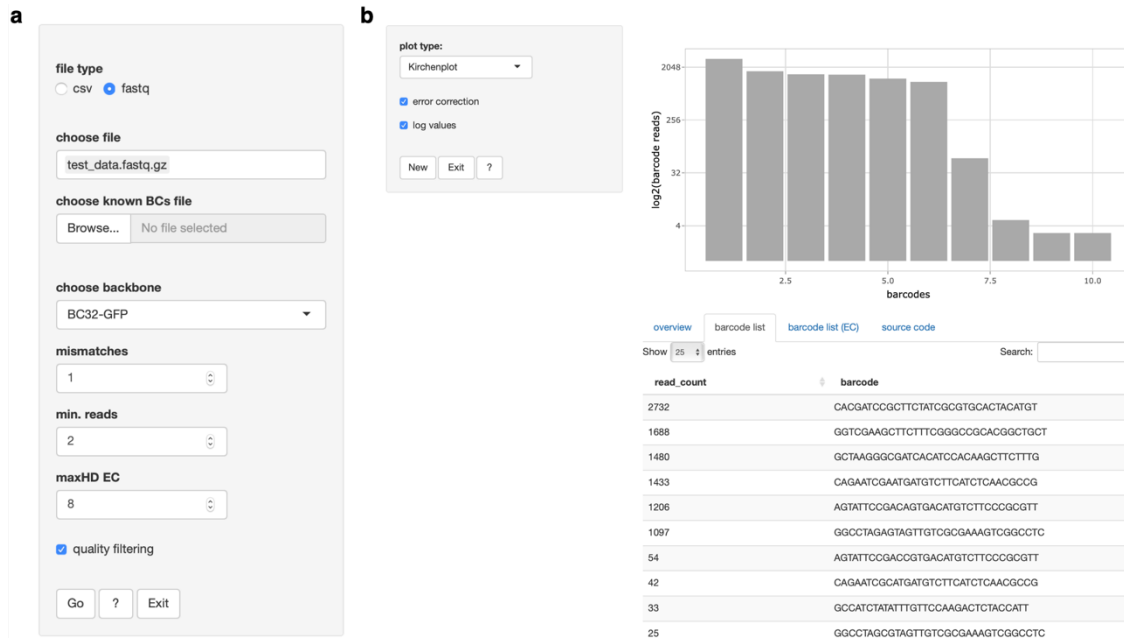 a
file type
csv fastq
choose file
test_data.fastq.gz
choose known BCs file
Browse... No file selected
choose backbone
BC32-GFP
mismatches
1
min. reads
2
maxHD EC
8
quality filtering
Go ? Exit
b
plot type:
Kirchenplot
error correction
log values
New Exit ?
log2(barcode reads)
2048
256
32
4
2.5 5.0 7.5 10.0
barcodes
overview barcode list barcode list (EC) source code
Show 25 entries Search:
read_count barcode
2732 CACGATCCGCTTCTATCGCGTGCACTACATGT
1688 GGTCGAAGCTTCTTTCGGGCCGCACGGCTGCT
1480 GCTAAGGGCGATCACATCCACAAGCTTCTTTG
1433 CAGAATCGAATGATGTCTTCATCTCAACGCCG
1206 AGTATTCCGACAGTGACATGTCTTCCCGCGTT
1097 GGCCTAGAGTAGTTGTCGCGAAAGTCGGCCTC
54 AGTATTCCGACCGTGACATGTCTTCCCGCGTT
42 CAGAATCGCATGATGTCTTCATCTCAACGCCG
33 GCCATCTATATTTGTTCCAAGACTCTACCATT
25 GGCCTAGCGTAGTTGTCGCGAAAGTCGGCCTC